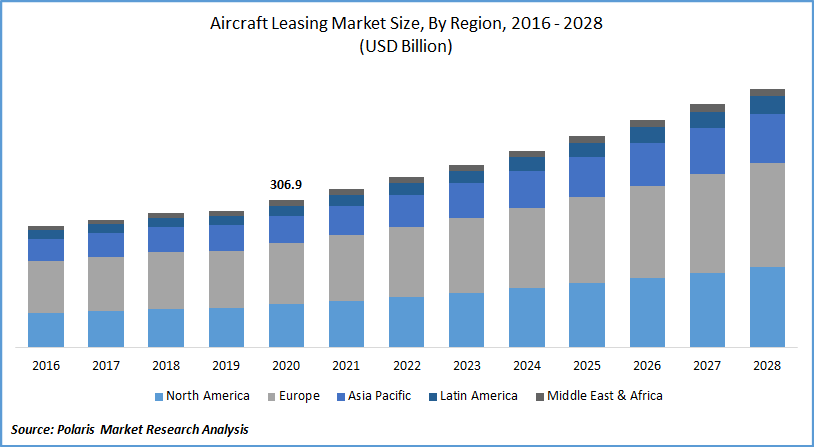 Aircraft Leasing Market Size, By Region, 2016 - 2028
(USD Billion)
306.9
2016 2017 2018 2019 2020 2021 2022 2023 2024 2025 2026 2027 2028
North America Europe Asia Pacific Latin America Middle East & Africa
Source: Polaris Market Research Analysis